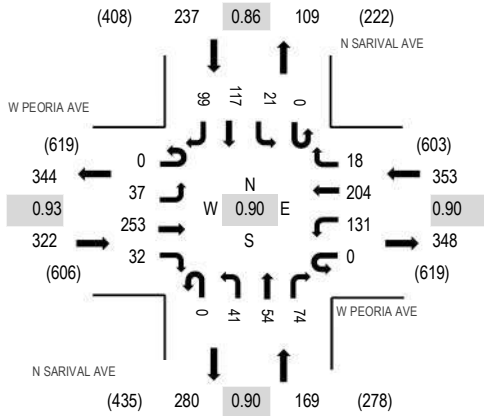 (408) 237 0.86 109 (222)
N SARIVAL AVE
W PEORIA AVE
99 117 21 0
(619) (603)
0 18
344 353
37 204
0.93 W N 0.90 S E 0.90
253 131
322 348
32 0
(606) (619)
0 41 54 74
W PEORIA AVE
N SARIVAL AVE
(435) 280 0.90 169 (278)